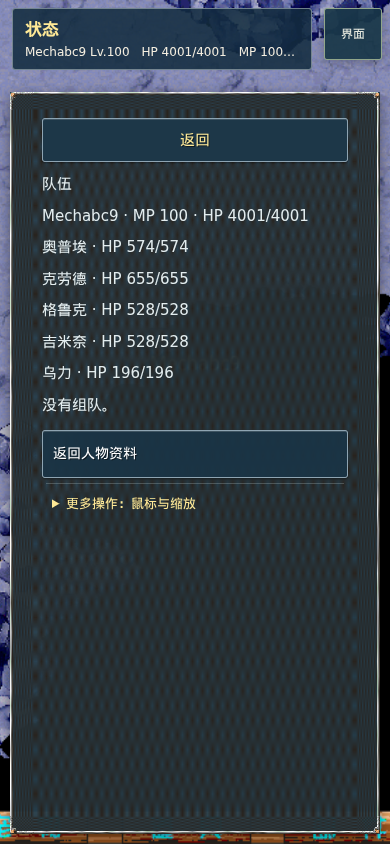 状态
Mechabc9 Lv.100 HP 4001/4001 MP 100...
界面
返回
队伍
Mechabc9 · MP 100 · HP 4001/4001
奥普埃 · HP 574/574
克劳德 · HP 655/655
格鲁克 · HP 528/528
吉米奈 · HP 528/528
乌力 · HP 196/196
没有组队。
返回人物资料
▶ 更多操作：鼠标与缩放